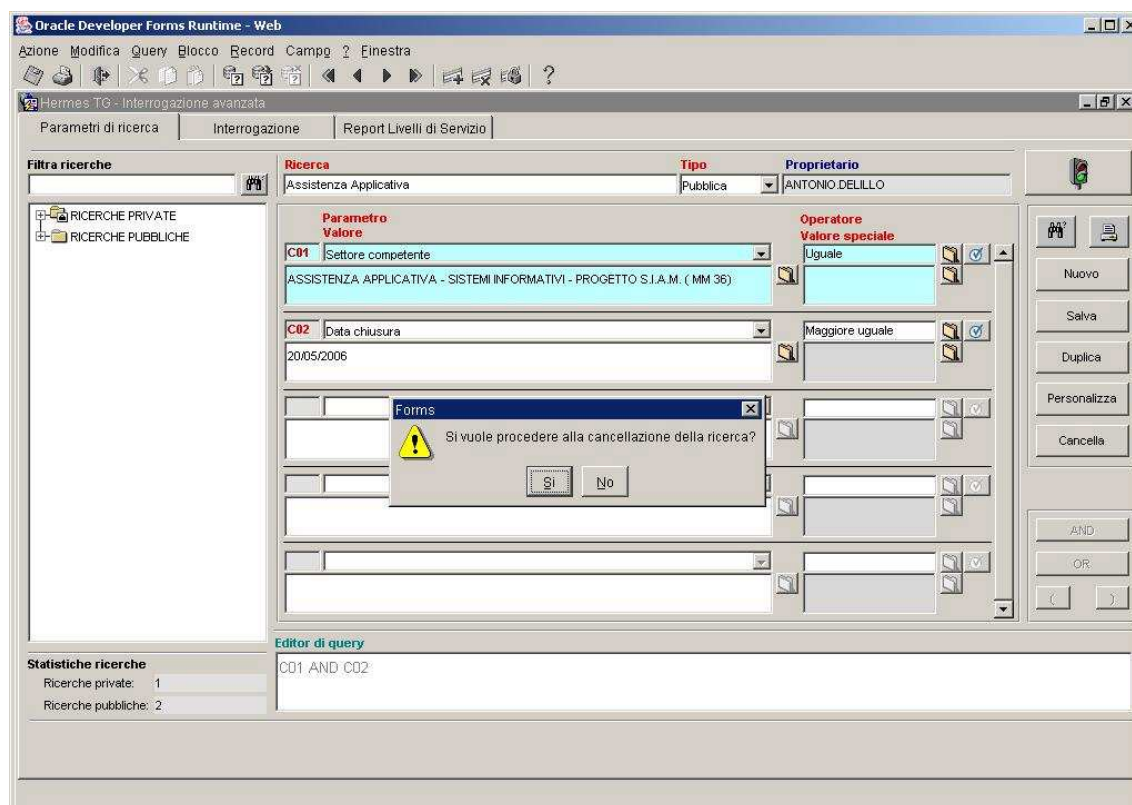 Oracle Developer Forms Runtime - Web
Azione Modifica Query Blocco Record Campo ? Finestra
Hermes TG - Interrogazione avanzata
Parametri di ricerca Interrogazione Report Livelli di Servizio
Filtra ricerche Ricerca Tipo Proprietario
Assistenza Applicativa Pubblica ANTONIO.DELILLO
RICERCHE PRIVATE
RICERCHE PUBBLICHE
Parametro Operatore
Valore Valore speciale
C01 Settore competente Uguale
ASSISTENZA APPLICATIVA - SISTEMI INFORMATIVI - PROGETTO S.I.A.M. ( MM 36)
C02 Data chiusura Maggiore uguale
20/05/2006
Forms
Si vuole procedere alla cancellazione della ricerca?
Si No
Nuovo
Salva
Duplica
Personalizza
Cancella
AND
OR
( )
Editor di query
C01 AND C02
Statistiche ricerche
Ricerche private: 1
Ricerche pubbliche: 2